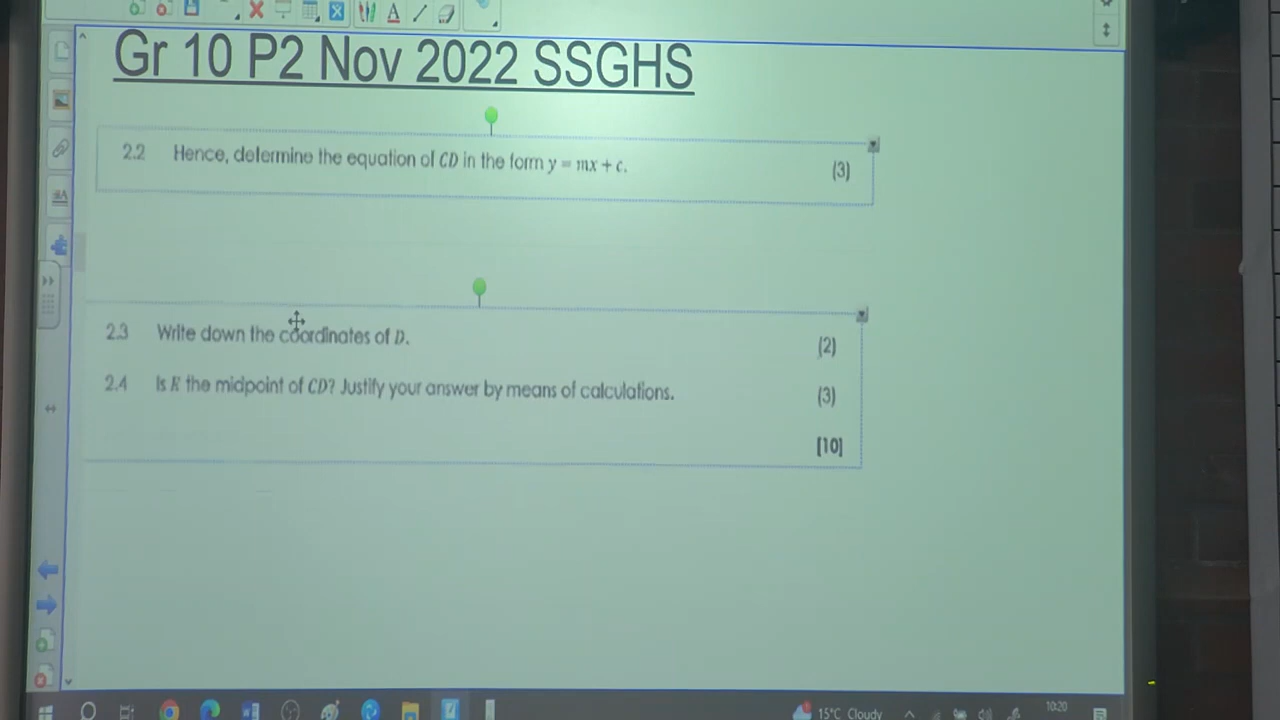 Gr 10 P2 Nov 2022 SSGHS
2.2 Hence, determine the equation of CD in the form y = mx + c. (3)
2.3 Write down the coordinates of D. (2)
2.4 Is E the midpoint of CD? Justify your answer by means of calculations. (3)
[10]
15°C Cloudy
10:20